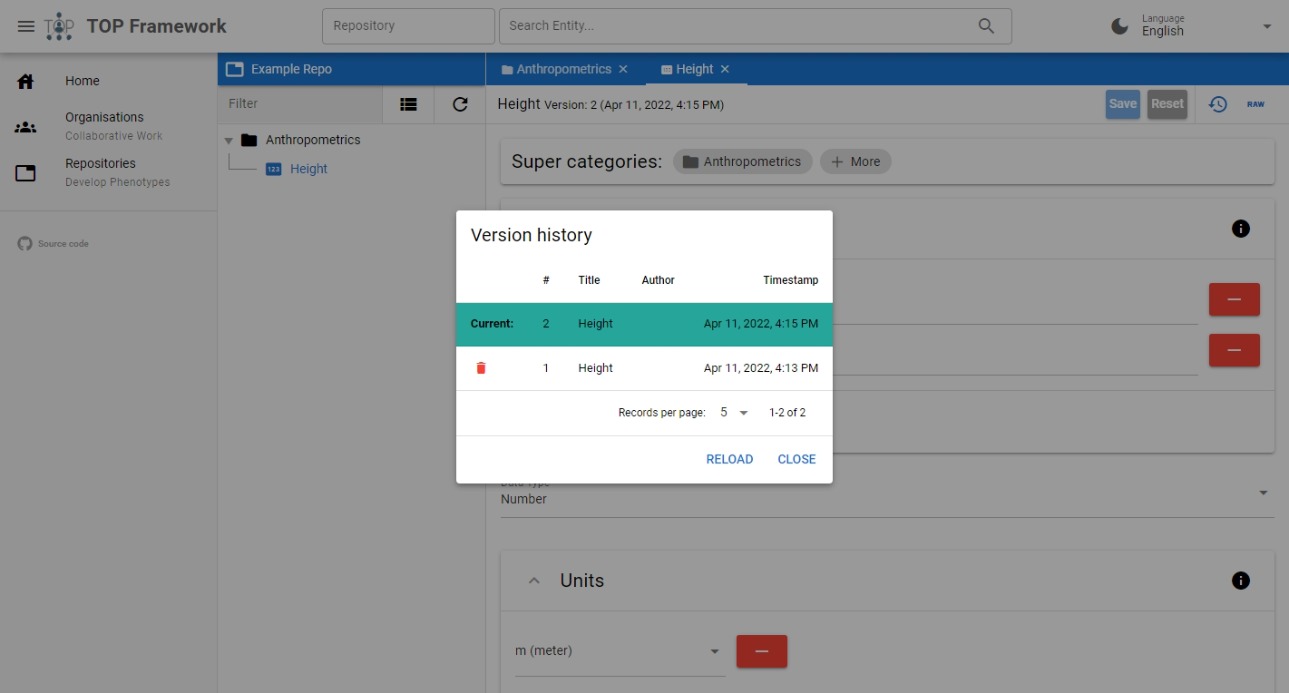 TOP TOP Framework
Repository
Search Entity...
Language
English
Home
Organisations
Collaborative Work
Repositories
Develop Phenotypes
Source code
Example Repo
Filter
Anthropometrics
123 Height
Anthropometrics
Height
Height Version: 2 (Apr 11, 2022, 4:15 PM)
Save
Reset
RAW
Super categories:
Anthropometrics
More
Version history
# Title Author Timestamp
Current: 2 Height Apr 11, 2022, 4:15 PM
1 Height Apr 11, 2022, 4:13 PM
Records per page: 5 1-2 of 2
RELOAD CLOSE
Data Type
Number
Units
m (meter)